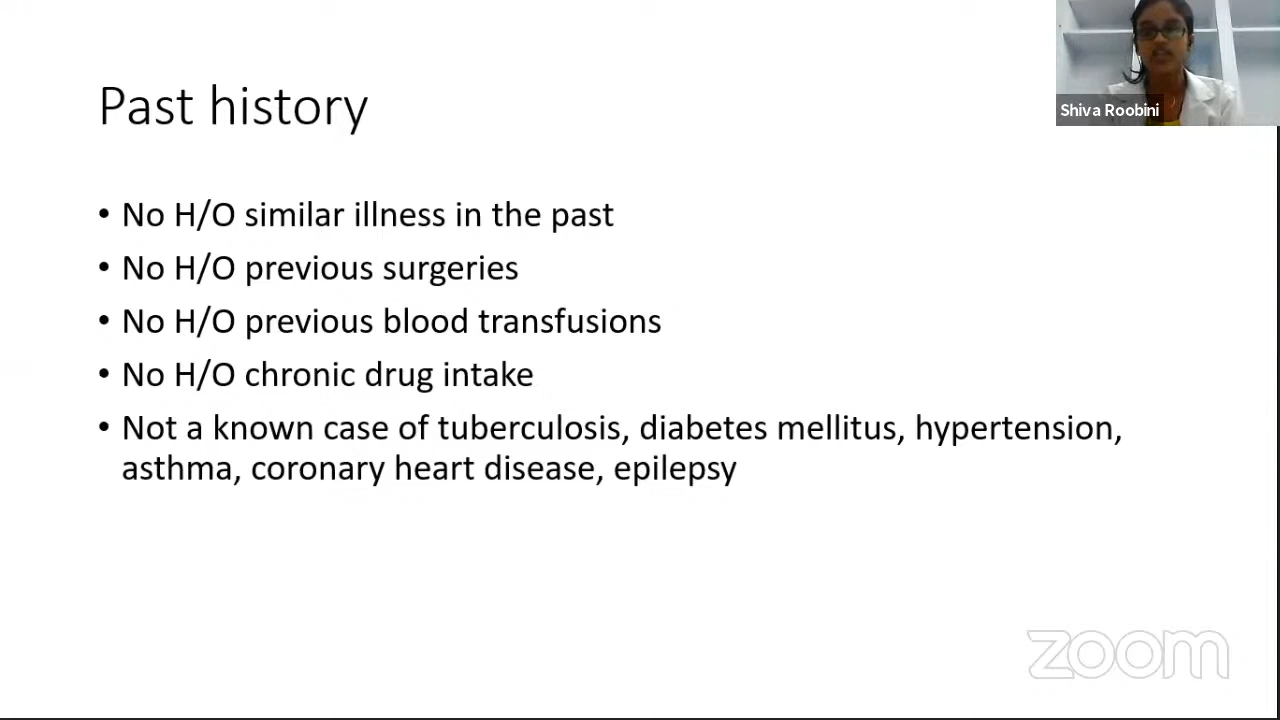 Past history
Shiva Roobini
• No H/O similar illness in the past
• No H/O previous surgeries
• No H/O previous blood transfusions
• No H/O chronic drug intake
• Not a known case of tuberculosis, diabetes mellitus, hypertension,
asthma, coronary heart disease, epilepsy
zoom